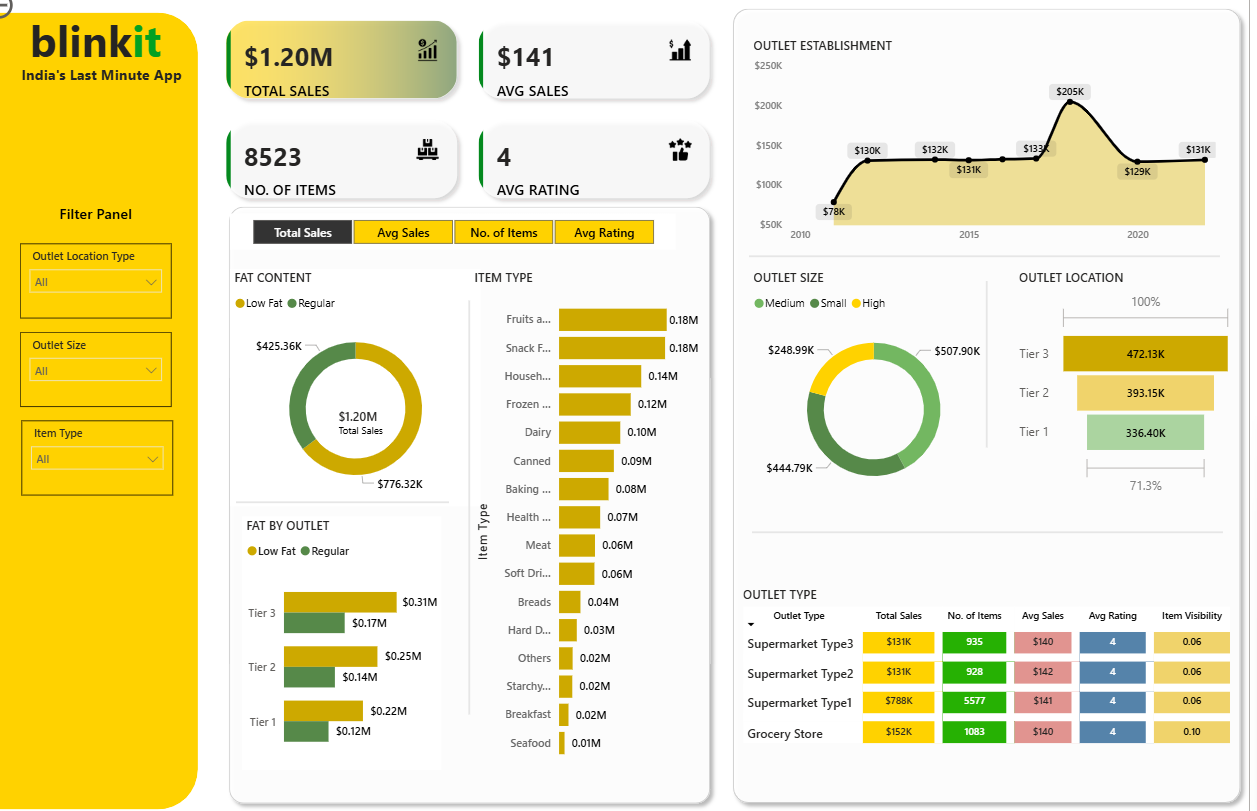 blinkit
India's Last Minute App
Filter Panel
Outlet Location Type
All
Outlet Size
All
Item Type
All
$1.20M
TOTAL SALES
$141
AVG SALES
8523
NO. OF ITEMS
4
AVG RATING
Total Sales
Avg Sales
No. of Items
Avg Rating
FAT CONTENT
Low Fat Regular
$425.36K
$1.20M
Total Sales
$776.32K
FAT BY OUTLET
Low Fat Regular
Tier 3 $0.31M
$0.17M
Tier 2 $0.25M
$0.14M
Tier 1 $0.22M
$0.12M
ITEM TYPE
Item Type
Fruits a... 0.18M
Snack F... 0.18M
Househ... 0.14M
Frozen ... 0.12M
Dairy 0.10M
Canned 0.09M
Baking ... 0.08M
Health ... 0.07M
Meat 0.06M
Soft Dri... 0.06M
Breads 0.04M
Hard D... 0.03M
Others 0.02M
Starchy... 0.02M
Breakfast 0.02M
Seafood 0.01M
OUTLET ESTABLISHMENT
$250K
$200K
$150K
$100K
$50K
$78K
$130K
$132K
$131K
$133K
$205K
$129K
$131K
2010 2015 2020
OUTLET SIZE
Medium Small High
$248.99K
$507.90K
$444.79K
OUTLET LOCATION
100%
Tier 3 472.13K
Tier 2 393.15K
Tier 1 336.40K
71.3%
OUTLET TYPE
Outlet Type Total Sales No. of Items Avg Sales Avg Rating Item Visibility
Supermarket Type3 $131K 935 $140 4 0.06
Supermarket Type2 $131K 928 $142 4 0.06
Supermarket Type1 $788K 5577 $141 4 0.06
Grocery Store $152K 1083 $140 4 0.10